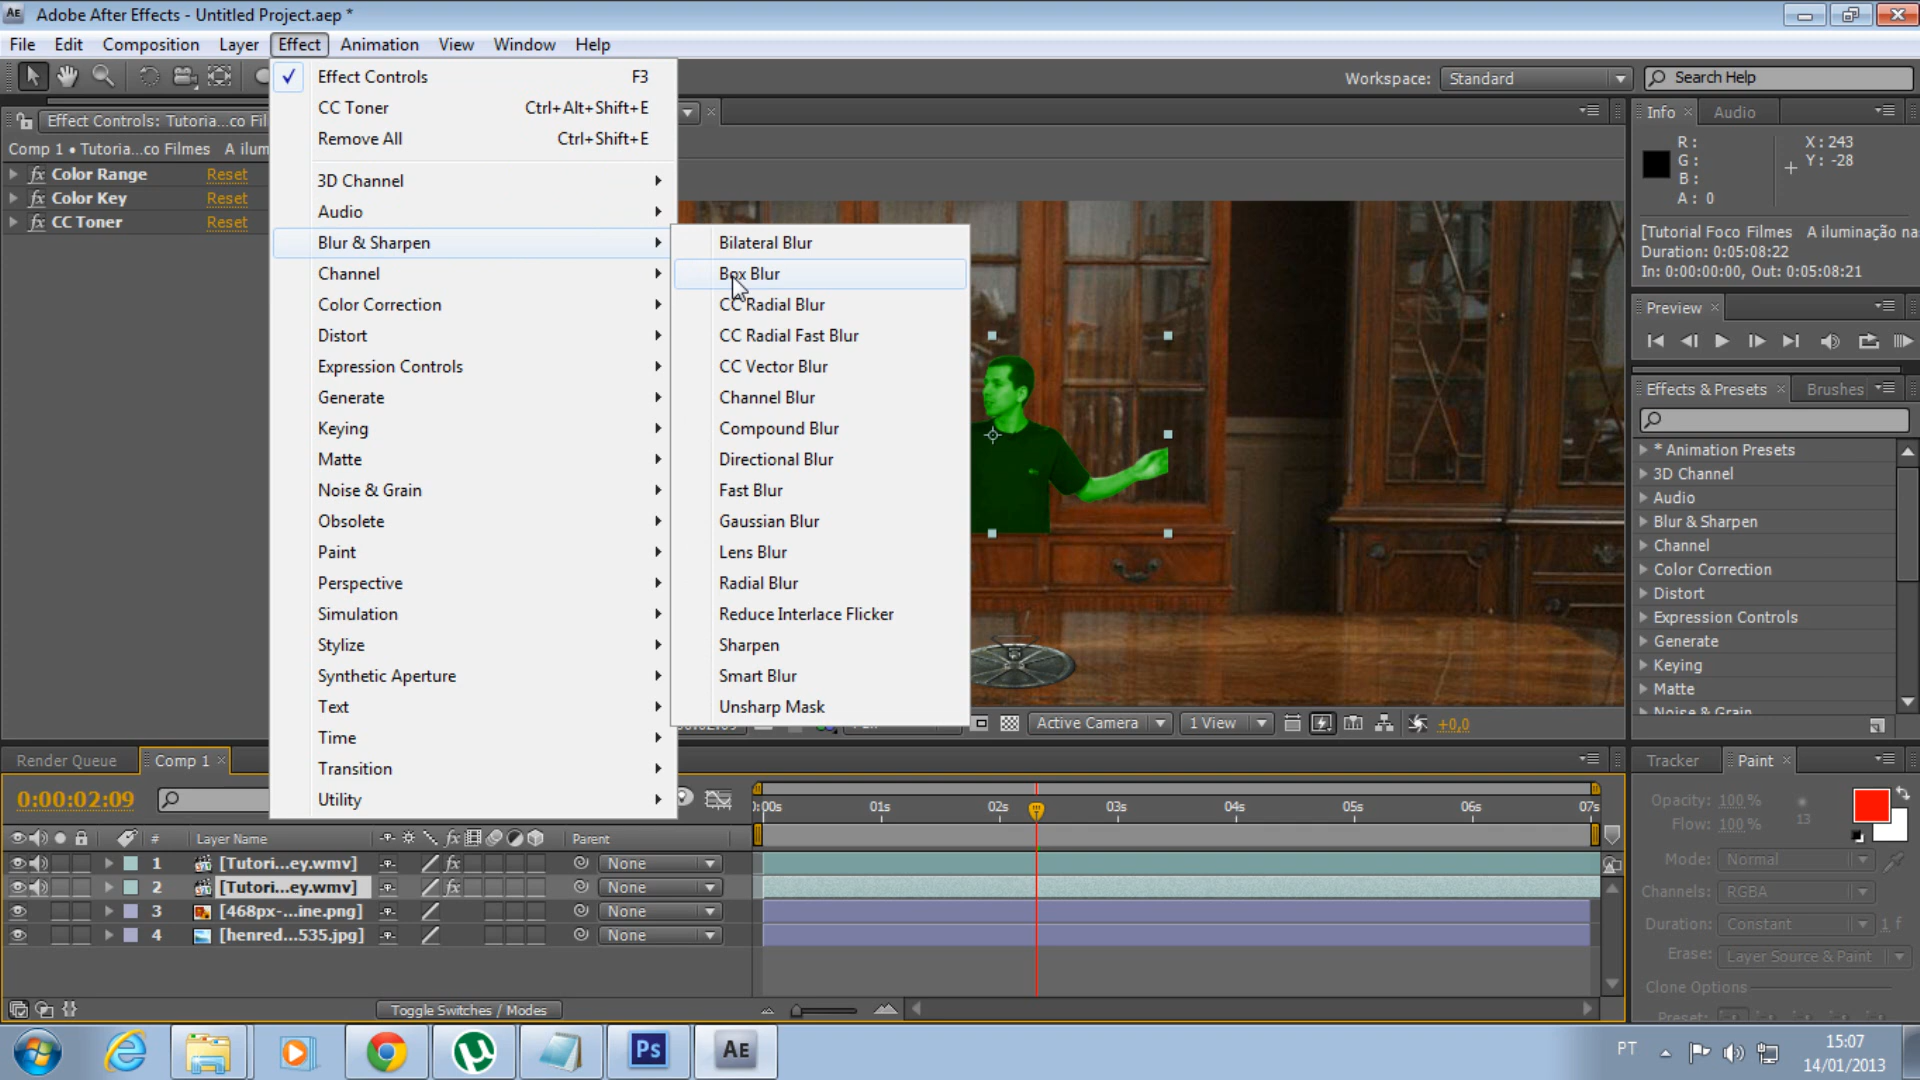 AE Adobe After Effects - Untitled Project.aep *
File Edit Composition Layer Effect Animation View Window Help
Workspace: Standard Search Help
Effect Controls: Tutoria...co Fil
Comp 1 • Tutoria...co Filmes A ilum
Color Range Reset
Color Key Reset
CC Toner Reset
Effect Controls F3
CC Toner Ctrl+Alt+Shift+E
Remove All Ctrl+Shift+E
3D Channel
Audio
Blur & Sharpen
Channel
Color Correction
Distort
Expression Controls
Generate
Keying
Matte
Noise & Grain
Obsolete
Paint
Perspective
Simulation
Stylize
Synthetic Aperture
Text
Time
Transition
Utility
Bilateral Blur
Box Blur
CC Radial Blur
CC Radial Fast Blur
CC Vector Blur
Channel Blur
Compound Blur
Directional Blur
Fast Blur
Gaussian Blur
Lens Blur
Radial Blur
Reduce Interlace Flicker
Sharpen
Smart Blur
Unsharp Mask
Active Camera 1 View +0,0
Info Audio
R: X: 243
G: Y: -28
B:
A: 0
[Tutorial Foco Filmes A iluminação na
Duration: 0:05:08:22
In: 0:00:00:00, Out: 0:05:08:21
Preview
Effects & Presets Brushes
* Animation Presets
3D Channel
Audio
Blur & Sharpen
Channel
Color Correction
Distort
Expression Controls
Generate
Keying
Matte
Noise & Grain
Render Queue Comp 1
0:00:02:09
# Layer Name fx Parent
1 [Tutori...ey.wmv] fx None
2 [Tutori...ey.wmv] fx None
3 [468px-...ine.png] None
4 [henred...535.jpg] None
Toggle Switches / Modes
):00s 01s 02s 03s 04s 05s 06s 07s
Tracker Paint
Opacity: 100 %
Flow: 100 % 13
Mode: Normal
Channels: RGBA
Duration: Constant 1 f
Erase: Layer Source & Paint
Clone Options
Preset:
Ps AE
PT 15:07
14/01/2013